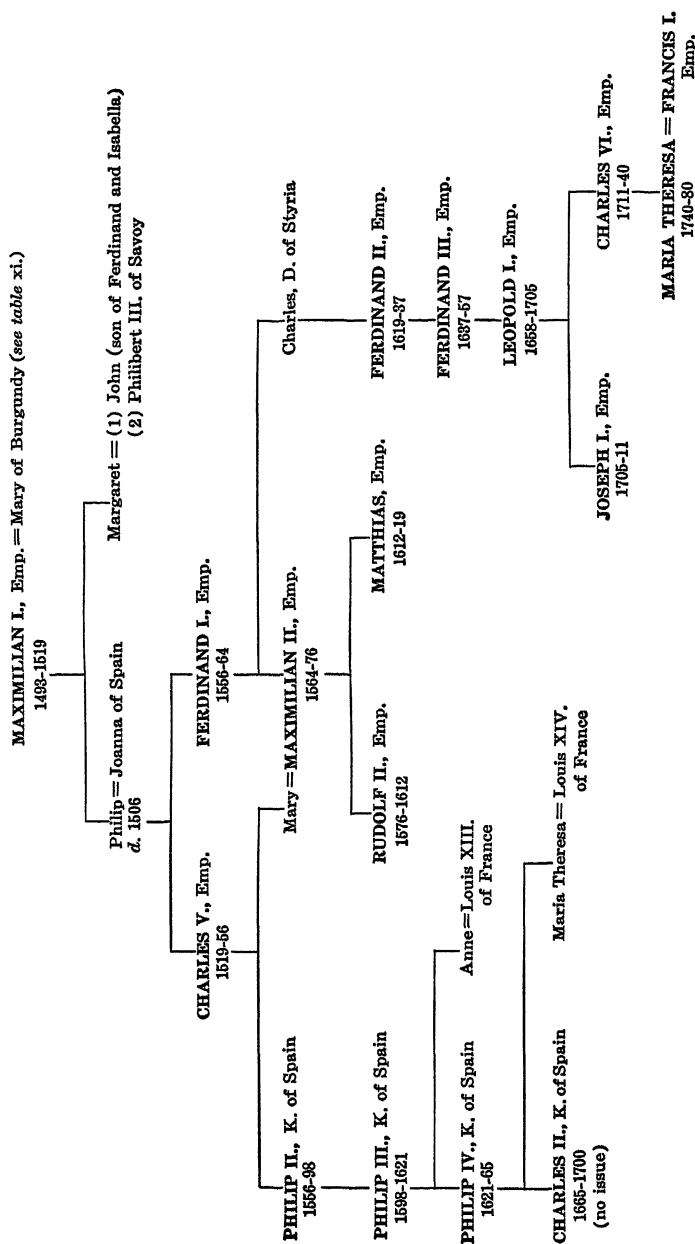 MAXIMILIAN I., Emp. = Mary of Burgundy (see table xi.)
1493-1519
Philip = Joanna of Spain
d. 1506
Margaret = (1) John (son of Ferdinand and Isabella)
(2) Philibert III. of Savoy
CHARLES V., Emp.
1519-56
FERDINAND I., Emp.
1556-64
PHILIP II., K. of Spain
1556-98
Mary = MAXIMILIAN II., Emp.
1564-76
Charles, D. of Styria
PHILIP III., K. of Spain
1598-1621
RUDOLF II., Emp.
1576-1612
MATTHIAS, Emp.
1612-19
FERDINAND II., Emp.
1619-37
PHILIP IV., K. of Spain
1621-65
Anne = Louis XIII.
of France
FERDINAND III., Emp.
1637-57
CHARLES II., K. of Spain
1665-1700
(no issue)
Maria Theresa = Louis XIV.
of France
LEOPOLD I., Emp.
1658-1705
JOSEPH I., Emp.
1705-11
CHARLES VI., Emp.
1711-40
MARIA THERESA = FRANCIS I.
1740-80
Emp.